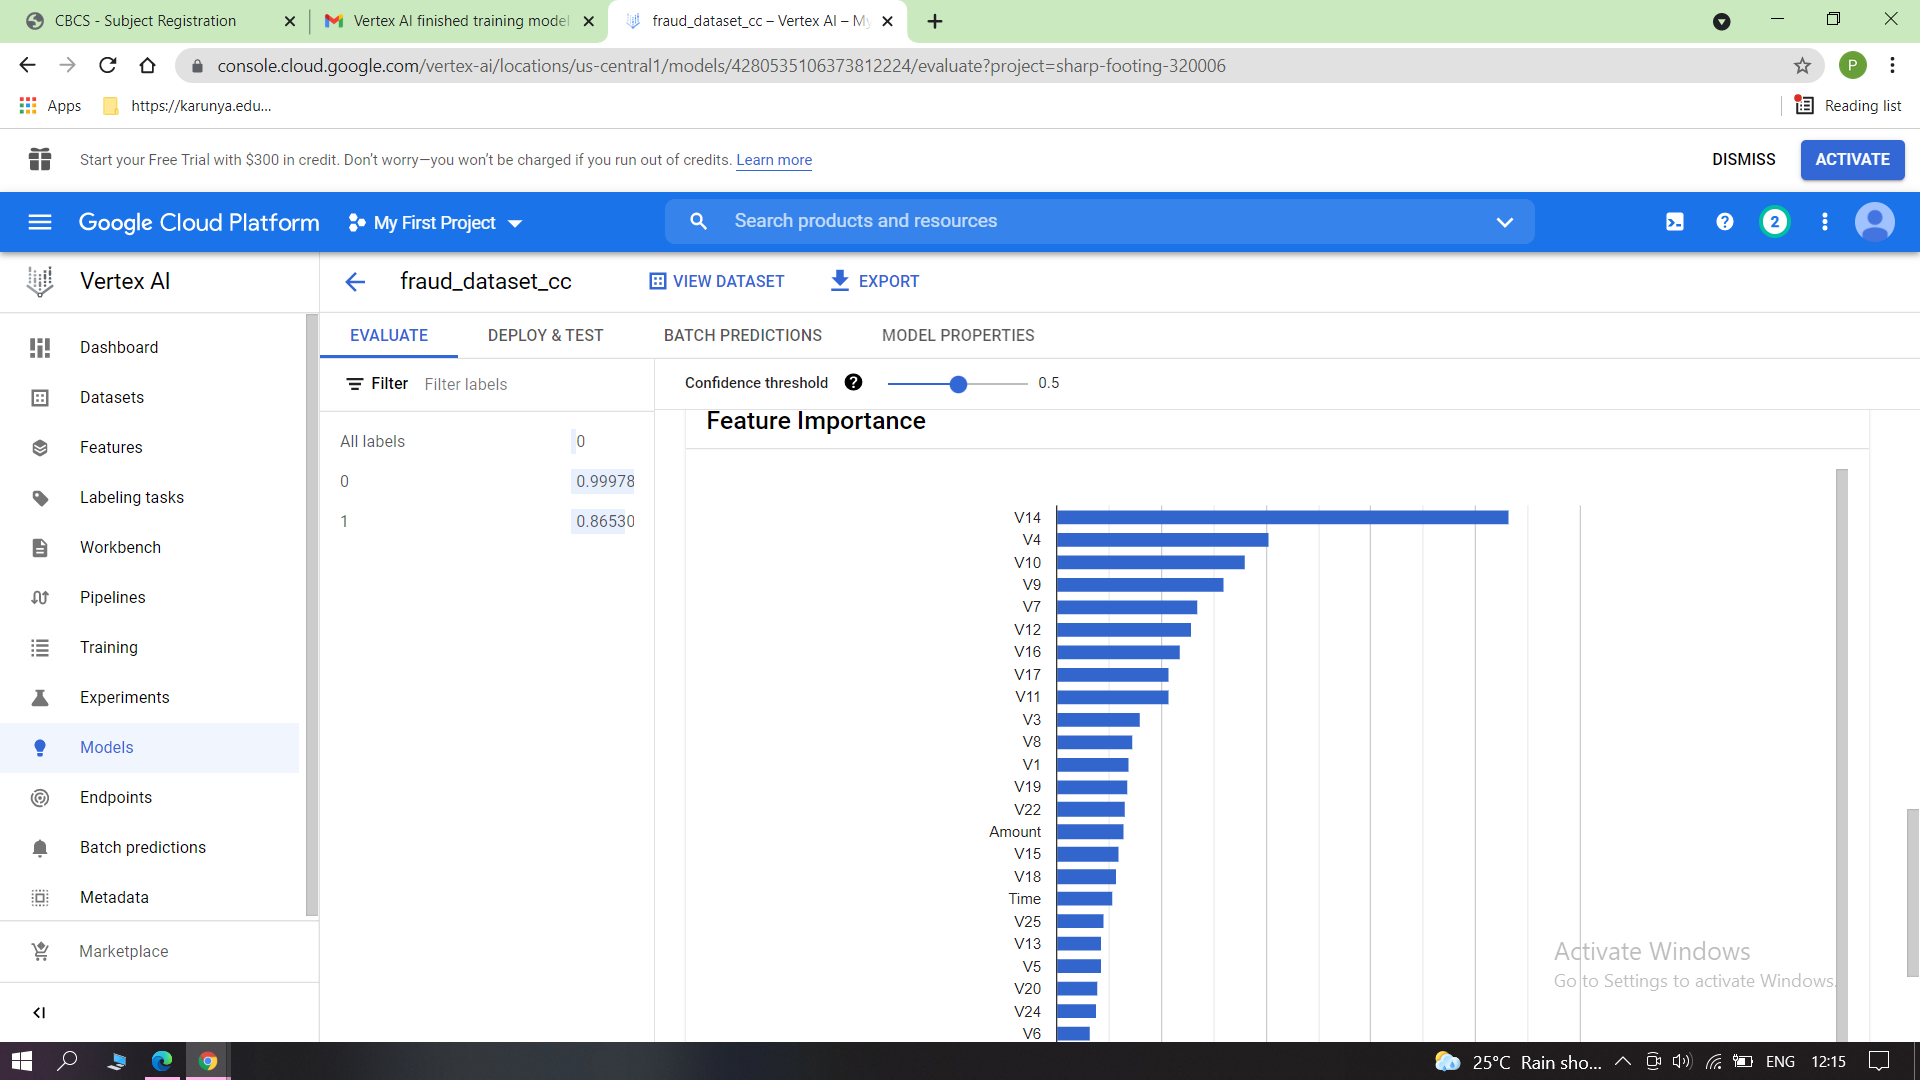 CBCS - Subject Registration
Vertex AI finished training model
fraud_dataset_cc – Vertex AI – My
console.cloud.google.com/vertex-ai/locations/us-central1/models/4280535106373812224/evaluate?project=sharp-footing-320006
P
Apps
https://karunya.edu...
Reading list
Start your Free Trial with $300 in credit. Don't worry—you won't be charged if you run out of credits. Learn more
DISMISS
ACTIVATE
Google Cloud Platform
My First Project
Search products and resources
2
Vertex AI
fraud_dataset_cc
VIEW DATASET
EXPORT
Dashboard
Datasets
Features
Labeling tasks
Workbench
Pipelines
Training
Experiments
Models
Endpoints
Batch predictions
Metadata
Marketplace
EVALUATE
DEPLOY & TEST
BATCH PREDICTIONS
MODEL PROPERTIES
Filter Filter labels
All labels 0
0 0.99978
1 0.86530
Confidence threshold ? 0.5
Feature Importance
V14
V4
V10
V9
V7
V12
V16
V17
V11
V3
V8
V1
V19
V22
Amount
V15
V18
Time
V25
V13
V5
V20
V24
V6
Activate Windows
Go to Settings to activate Windows.
25°C Rain sho...
ENG
12:15